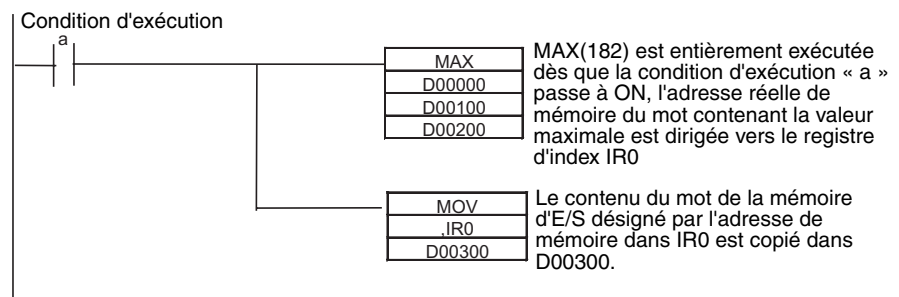 Condition d'exécution
a
MAX
D00000
D00100
D00200
MAX(182) est entièrement exécutée
dès que la condition d'exécution « a »
passe à ON, l'adresse réelle de
mémoire du mot contenant la valeur
maximale est dirigée vers le registre
d'index IR0
MOV
,IR0
D00300
Le contenu du mot de la mémoire
d'E/S désigné par l'adresse de
mémoire dans IR0 est copié dans
D00300.